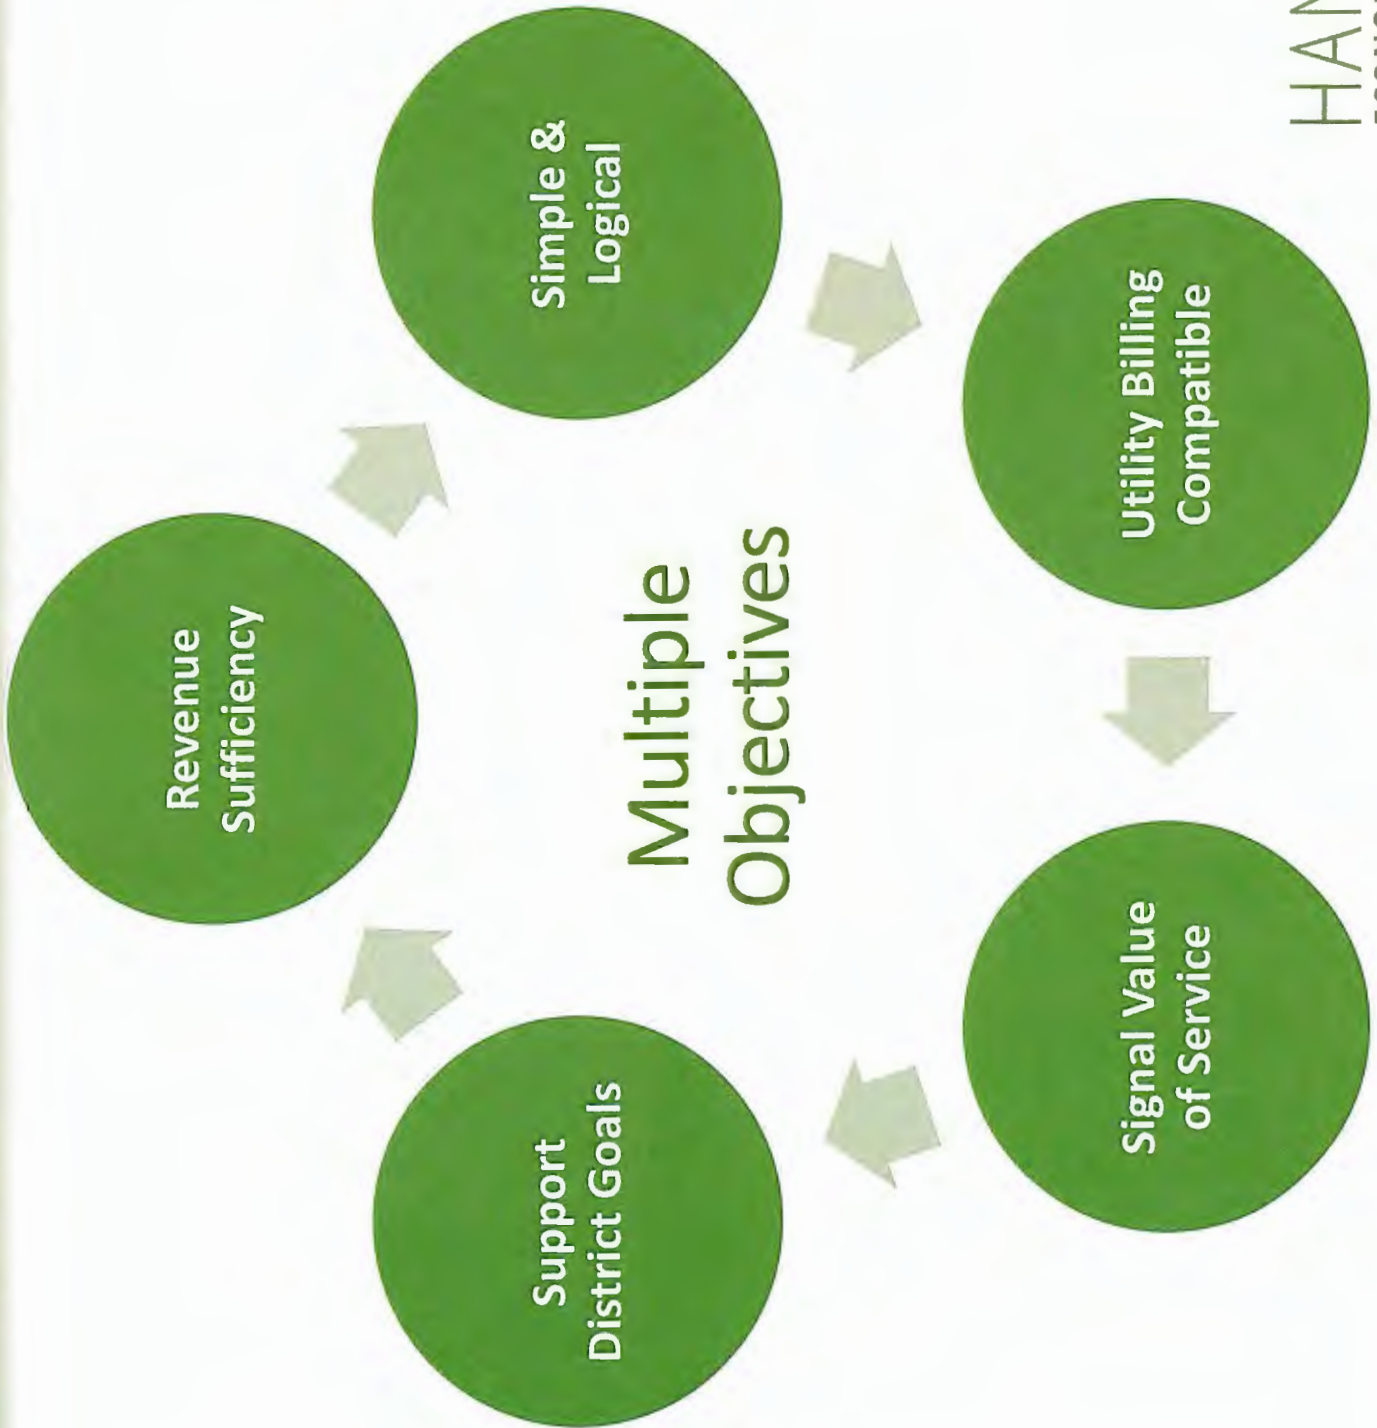 Multiple
Objectives
Revenue
Sufficiency
Simple &
Logical
Utility Billing
Compatible
Signal Value
of Service
Support
District Goals